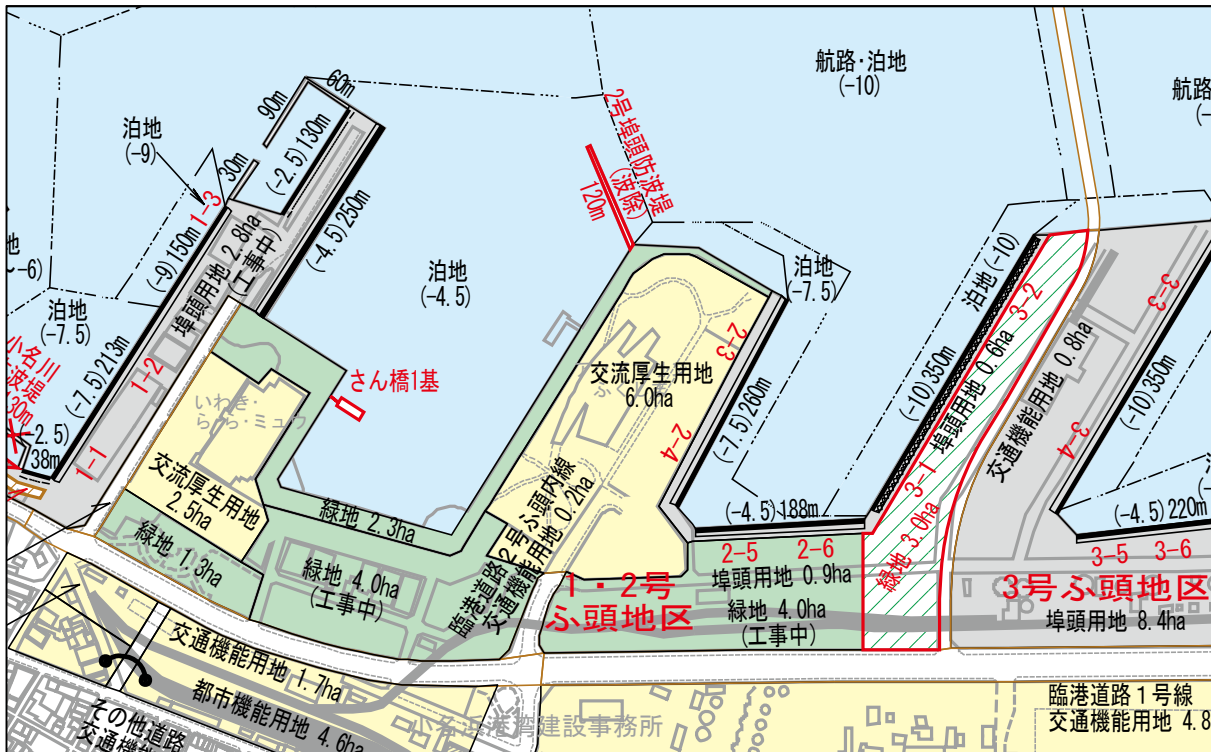 航路・泊地
(-10)
航路
60m
90m
泊地
(-9)
30m
(-2.5)130m
1-3
(-4.5)250m
(-9)150m
埠頭用地 2.8ha
(工事中)
2号埠頭防波堤
(波除)
120m
泊地
(-4.5)
泊地
(-7.5)
泊地(-10)
-6)
泊地
(-7.5)
小名川
波堤
130m
(-7.5)213m
1-2
-2.5)
38m
1-1
さん橋1基
いわき・
ら・ら・ミュウ
交流厚生用地
2.5ha
交流厚生用地
6.0ha
2-3
2-4
(-7.5)260m
(-10)350m
3-2
3-1
埠頭用地 0.6ha
緑地 3.0ha
交通機能用地 0.8ha
3-3
3-4
(-10)350m
緑地 2.3ha
緑地 1.3ha
緑地 4.0ha
(工事中)
臨港道路2号ふ頭内線
交通機能用地 0.2ha
(-4.5)188m
2-5
2-6
埠頭用地 0.9ha
1・2号
ふ頭地区
緑地 4.0ha
(工事中)
(-4.5)220m
3-5
3-6
3号ふ頭地区
埠頭用地 8.4ha
交通機能用地 1.7ha
都市機能用地 4.6ha
その他道路
交通機能
小名浜港湾建設事務所
臨港道路1号線
交通機能用地 4.8